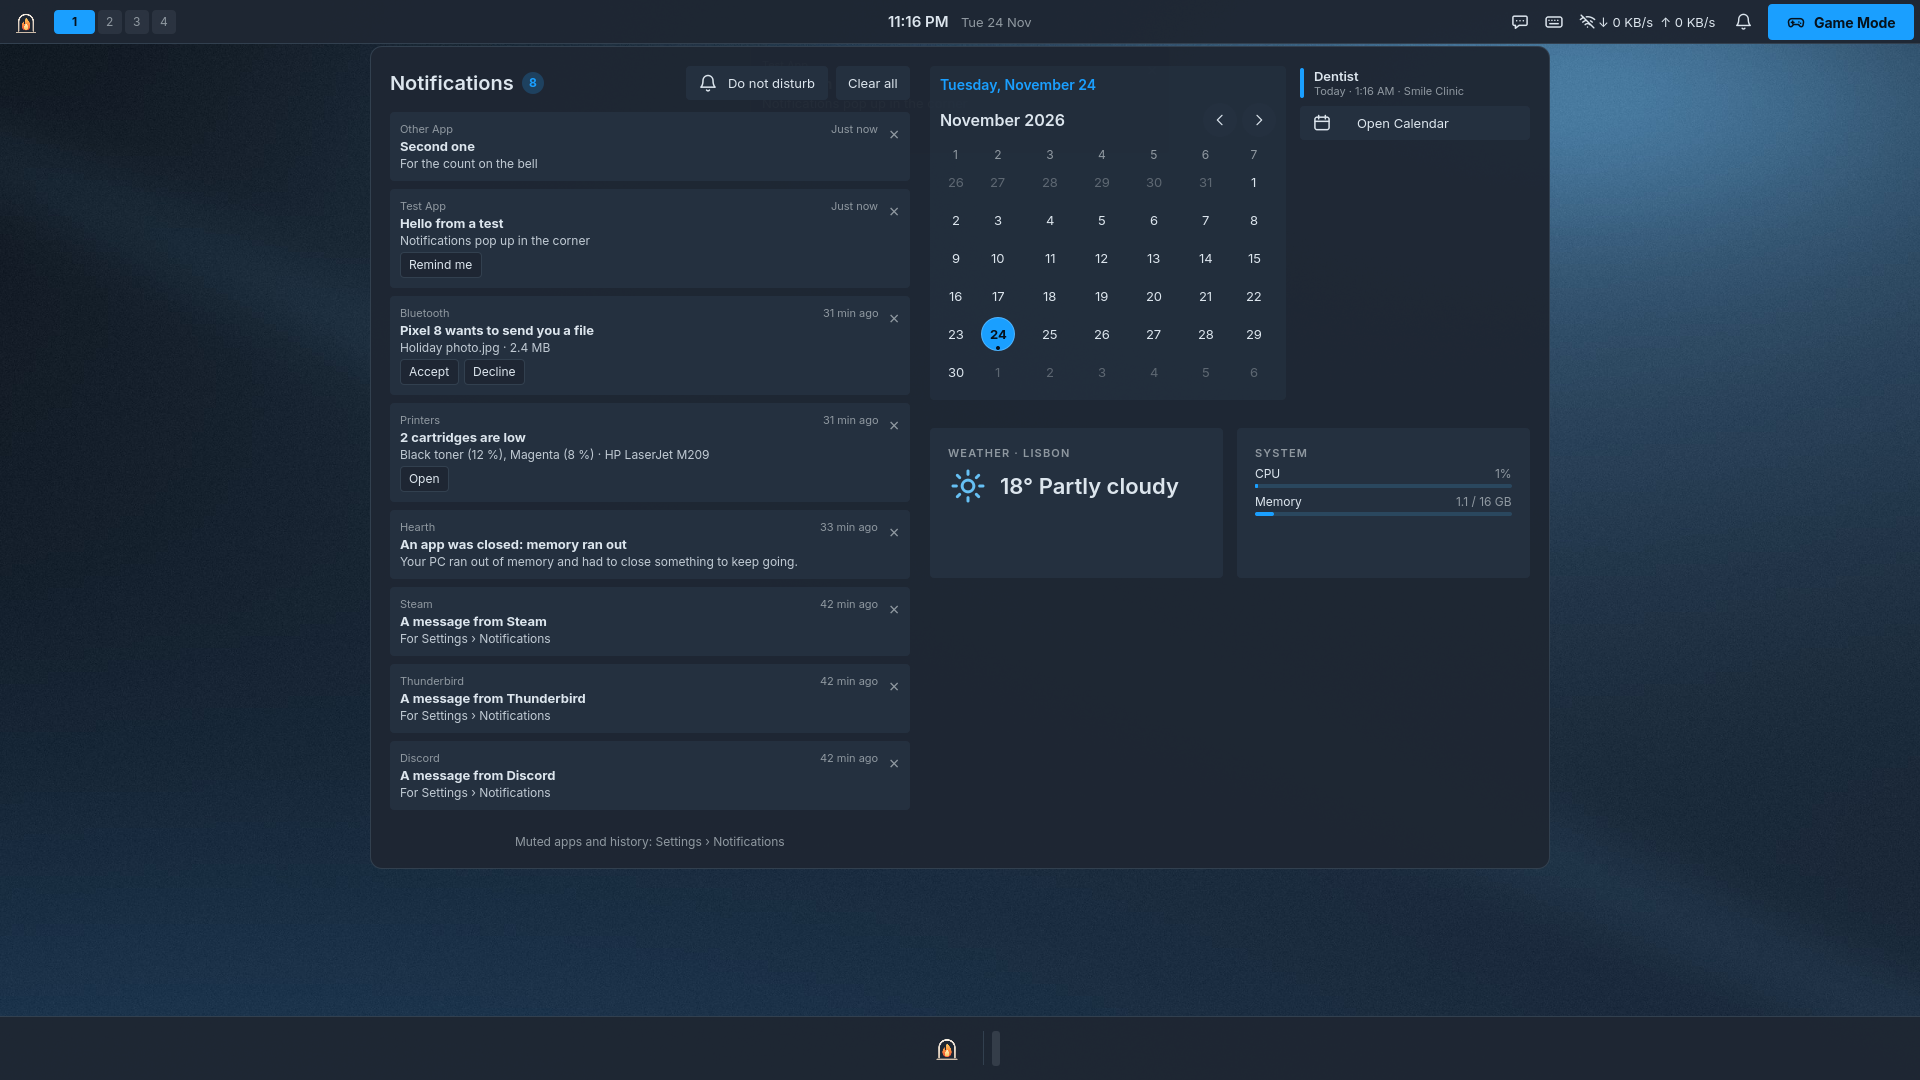 1 2 3 4
11:16 PM Tue 24 Nov
↓ 0 KB/s ↑ 0 KB/s
Game Mode
Notifications 8
Do not disturb
Clear all
Other App Just now
Second one
For the count on the bell
Test App Just now
Hello from a test
Notifications pop up in the corner
Remind me
Bluetooth 31 min ago
Pixel 8 wants to send you a file
Holiday photo.jpg · 2.4 MB
Accept Decline
Printers 31 min ago
2 cartridges are low
Black toner (12 %), Magenta (8 %) · HP LaserJet M209
Open
Hearth 33 min ago
An app was closed: memory ran out
Your PC ran out of memory and had to close something to keep going.
Steam 42 min ago
A message from Steam
For Settings › Notifications
Thunderbird 42 min ago
A message from Thunderbird
For Settings › Notifications
Discord 42 min ago
A message from Discord
For Settings › Notifications
Muted apps and history: Settings › Notifications
Tuesday, November 24
November 2026
1 2 3 4 5 6 7
26 27 28 29 30 31 1
2 3 4 5 6 7 8
9 10 11 12 13 14 15
16 17 18 19 20 21 22
23 24 25 26 27 28 29
30 1 2 3 4 5 6
Dentist
Today · 1:16 AM · Smile Clinic
Open Calendar
WEATHER · LISBON
18° Partly cloudy
SYSTEM
CPU 1%
Memory 1.1 / 16 GB